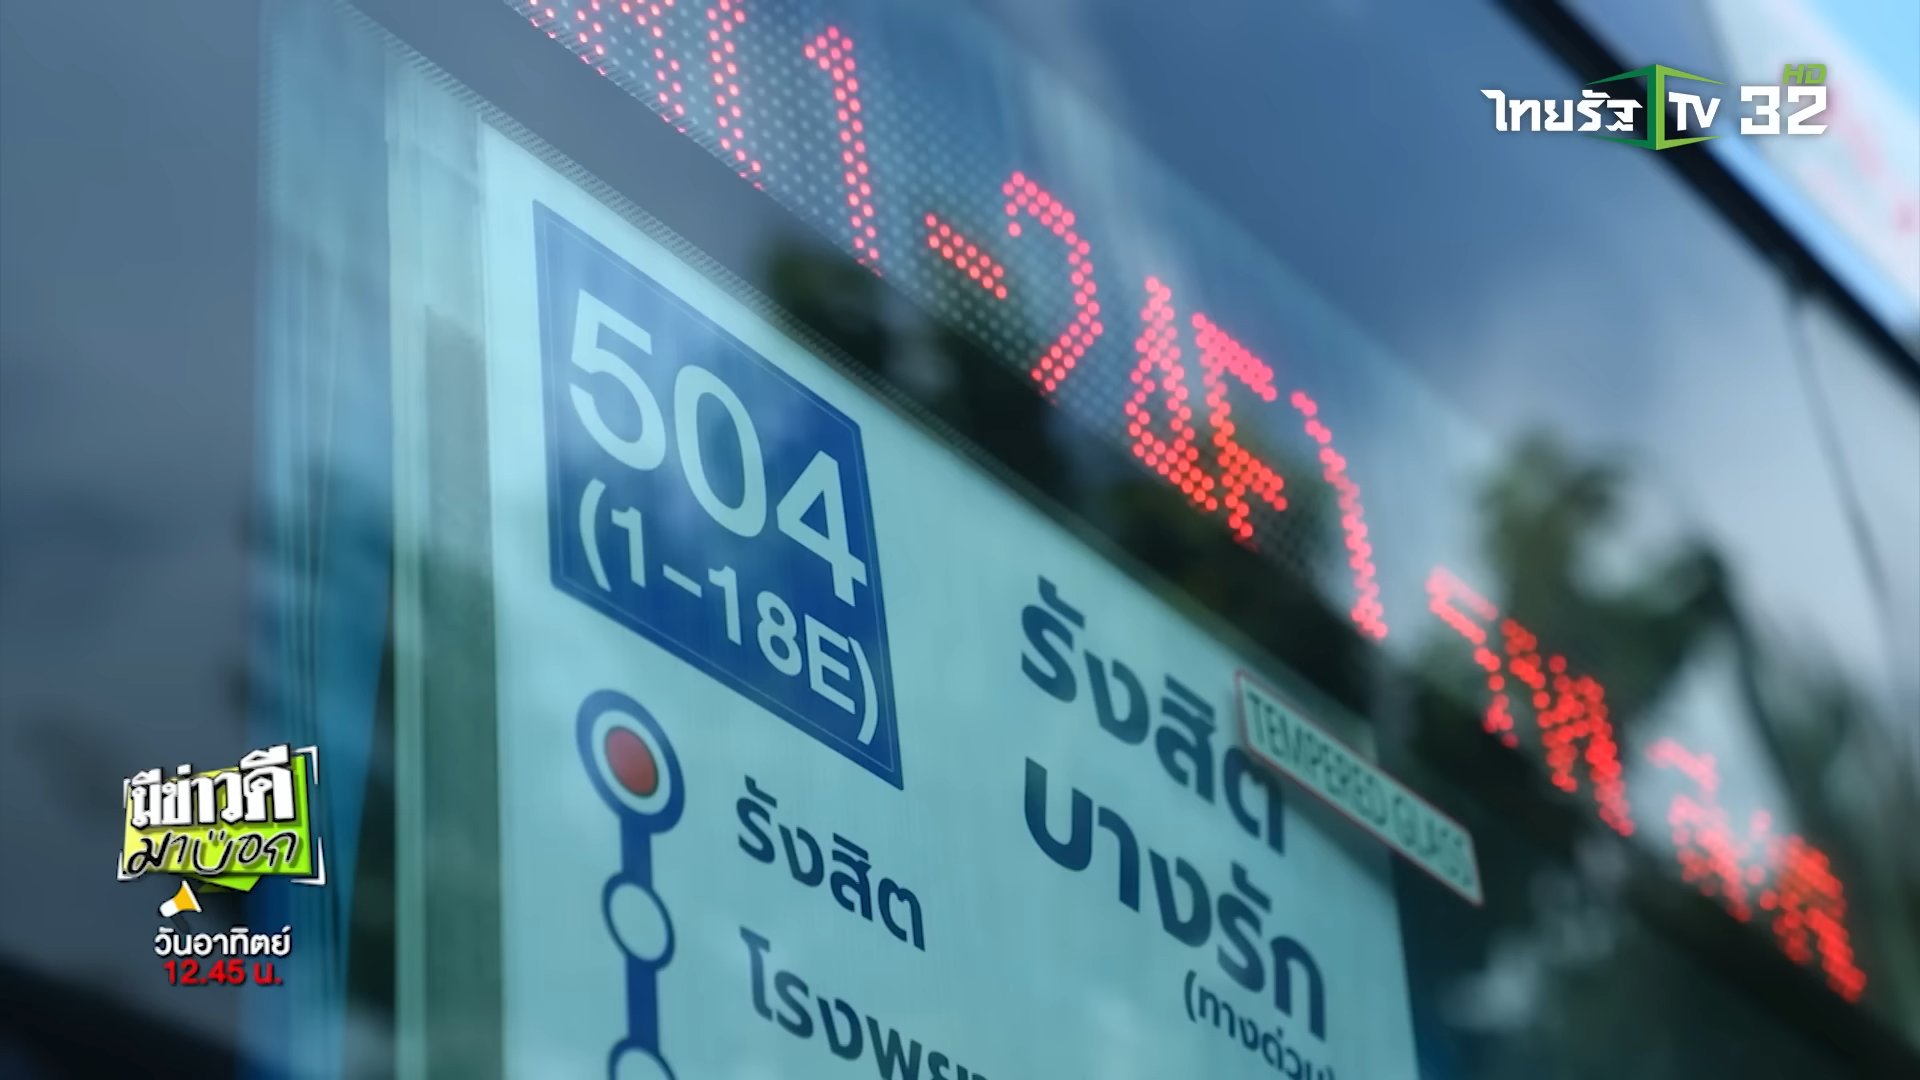 ไทยรัฐ TV 32 HD
504
(1-18E)
รังสิต
บางรัก
(ทางด่วน)
TEMPERED GLASS
รังสิต
มีข่าวดี
มาบอก
วันอาทิตย์
12.45 น.